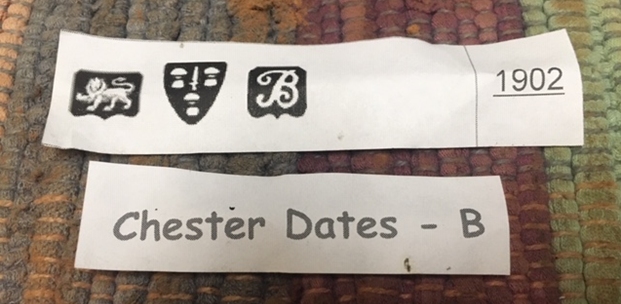 B 1902
Chester Dates - B